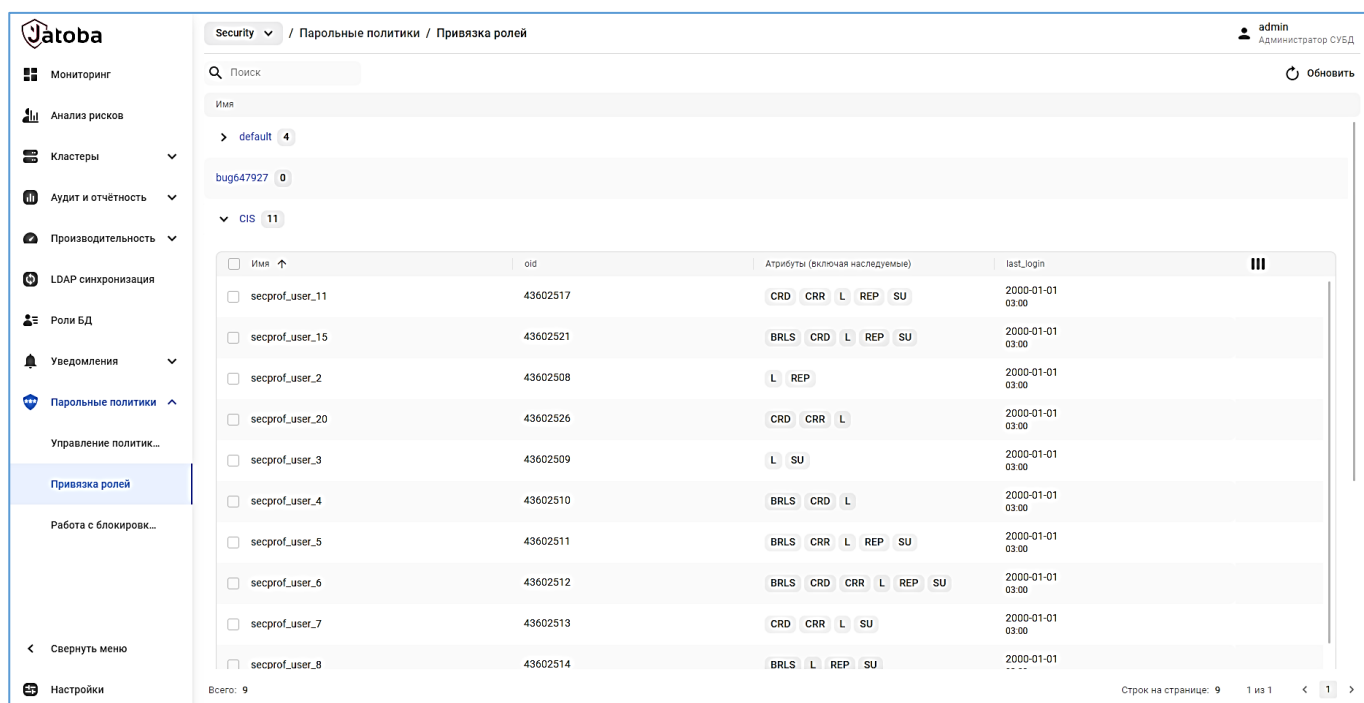 Jatoba
Security / Парольные политики / Привязка ролей
admin
Администратор СУБД
Мониторинг
Анализ рисков
Кластеры
Аудит и отчётность
Производительность
LDAP синхронизация
Роли БД
Уведомления
Парольные политики
Управление политик...
Привязка ролей
Работа с блокировк...
Свернуть меню
Настройки
Поиск
Обновить
Имя
default 4
bug647927 0
CIS 11
Имя oid Атрибуты (включая наследуемые) last_login
secprof_user_11 43602517 CRD CRR L REP SU 2000-01-01
03:00
secprof_user_15 43602521 BRLS CRD L REP SU 2000-01-01
03:00
secprof_user_2 43602508 L REP 2000-01-01
03:00
secprof_user_20 43602526 CRD CRR L 2000-01-01
03:00
secprof_user_3 43602509 L SU 2000-01-01
03:00
secprof_user_4 43602510 BRLS CRD L 2000-01-01
03:00
secprof_user_5 43602511 BRLS CRR L REP SU 2000-01-01
03:00
secprof_user_6 43602512 BRLS CRD CRR L REP SU 2000-01-01
03:00
secprof_user_7 43602513 CRD CRR L SU 2000-01-01
03:00
secprof_user_8 43602514 BRLS L REP SU 2000-01-01
Всего: 9 Строк на странице: 9 1 из 1 1